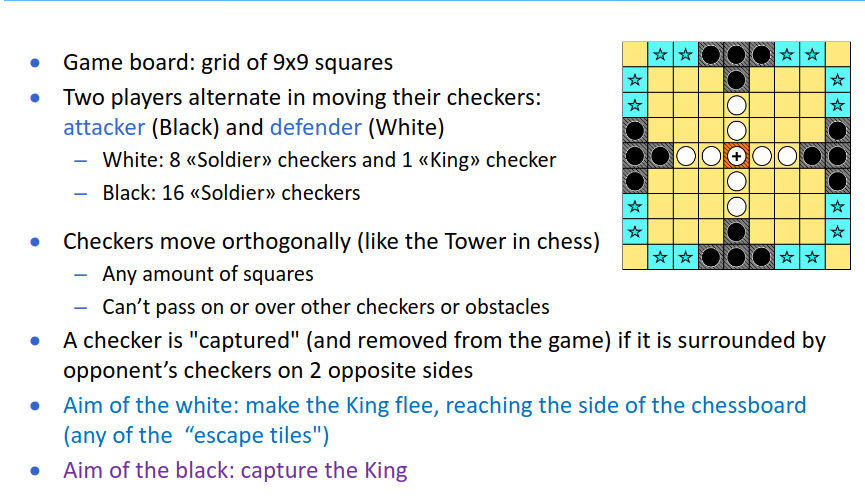 • Game board: grid of 9x9 squares
• Two players alternate in moving their checkers:
attacker (Black) and defender (White)
– White: 8 «Soldier» checkers and 1 «King» checker
– Black: 16 «Soldier» checkers
• Checkers move orthogonally (like the Tower in chess)
– Any amount of squares
– Can’t pass on or over other checkers or obstacles
• A checker is "captured" (and removed from the game) if it is surrounded by
opponent’s checkers on 2 opposite sides
• Aim of the white: make the King flee, reaching the side of the chessboard
(any of the “escape tiles")
• Aim of the black: capture the King